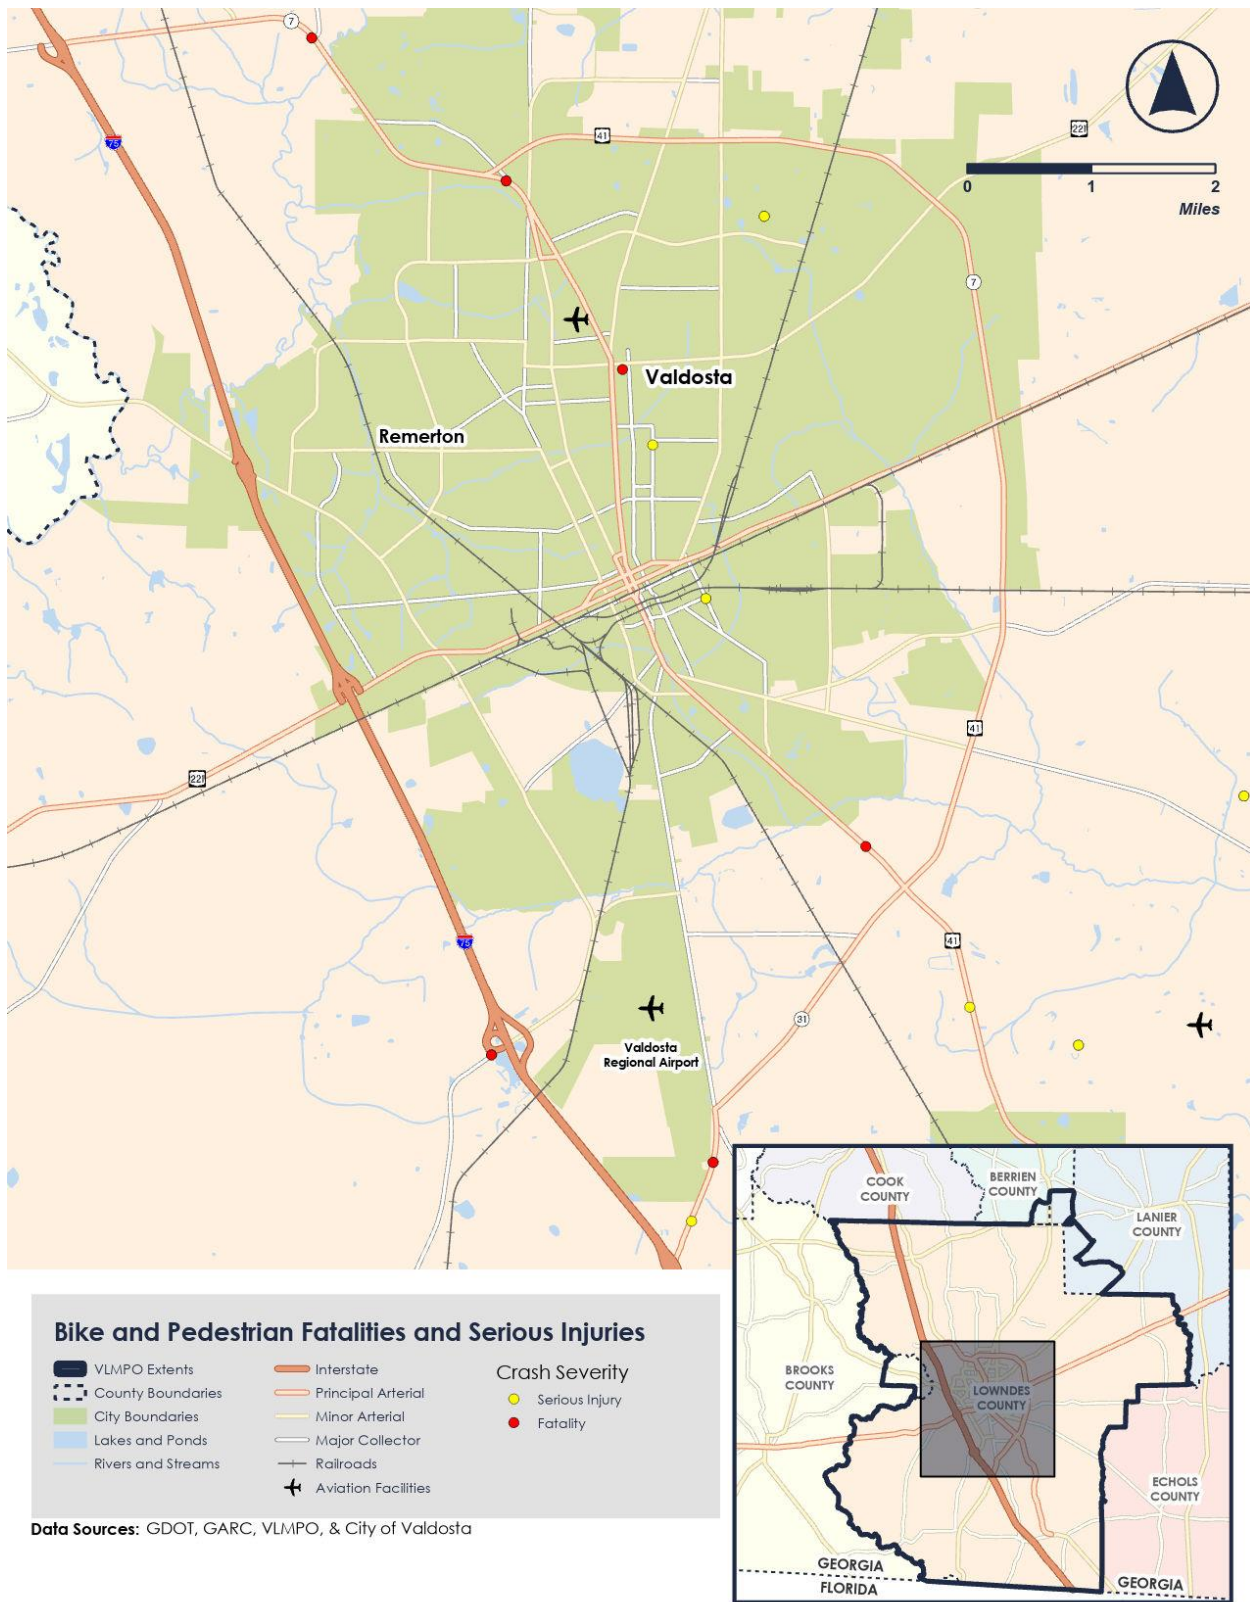 7
41
221
75
0 1 2
Miles
7
Valdosta
Remerton
41
221
75
41
31
Valdosta
Regional Airport
COOK
COUNTY
BERRIEN
COUNTY
LANIER
COUNTY
BROOKS
COUNTY
LOWNDES
COUNTY
ECHOLS
COUNTY
GEORGIA
FLORIDA
GEORGIA
Bike and Pedestrian Fatalities and Serious Injuries
VLMPO Extents
County Boundaries
City Boundaries
Lakes and Ponds
Rivers and Streams
Interstate
Principal Arterial
Minor Arterial
Major Collector
Railroads
Aviation Facilities
Crash Severity
Serious Injury
Fatality
Data Sources: GDOT, GARC, VLMPO, & City of Valdosta